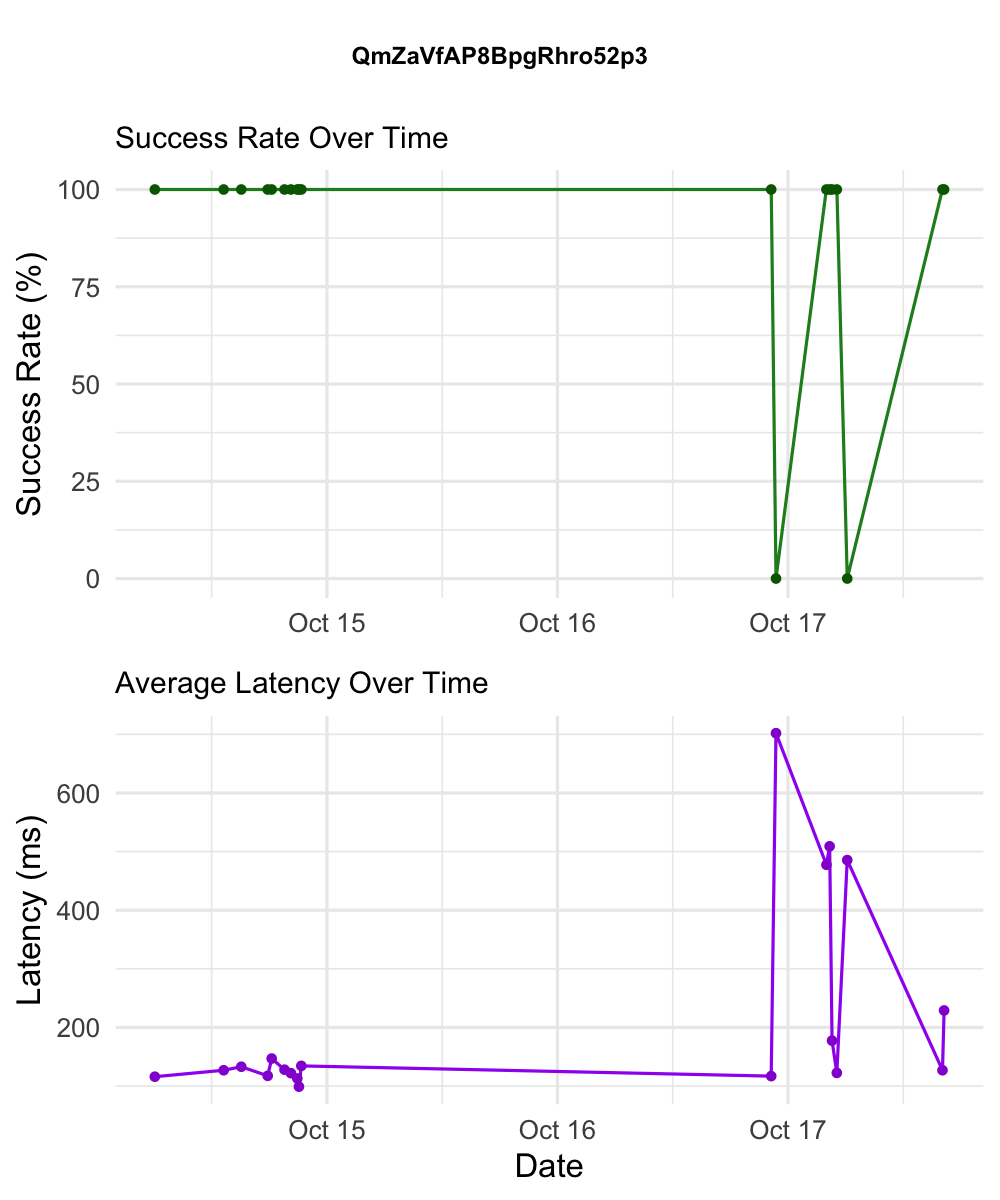 QmZaVfAP8BpgRhro52p3
Success Rate Over Time
Success Rate (%)
100
75
50
25
0
Oct 15 Oct 16 Oct 17
Average Latency Over Time
Latency (ms)
600
400
200
Oct 15 Oct 16 Oct 17
Date